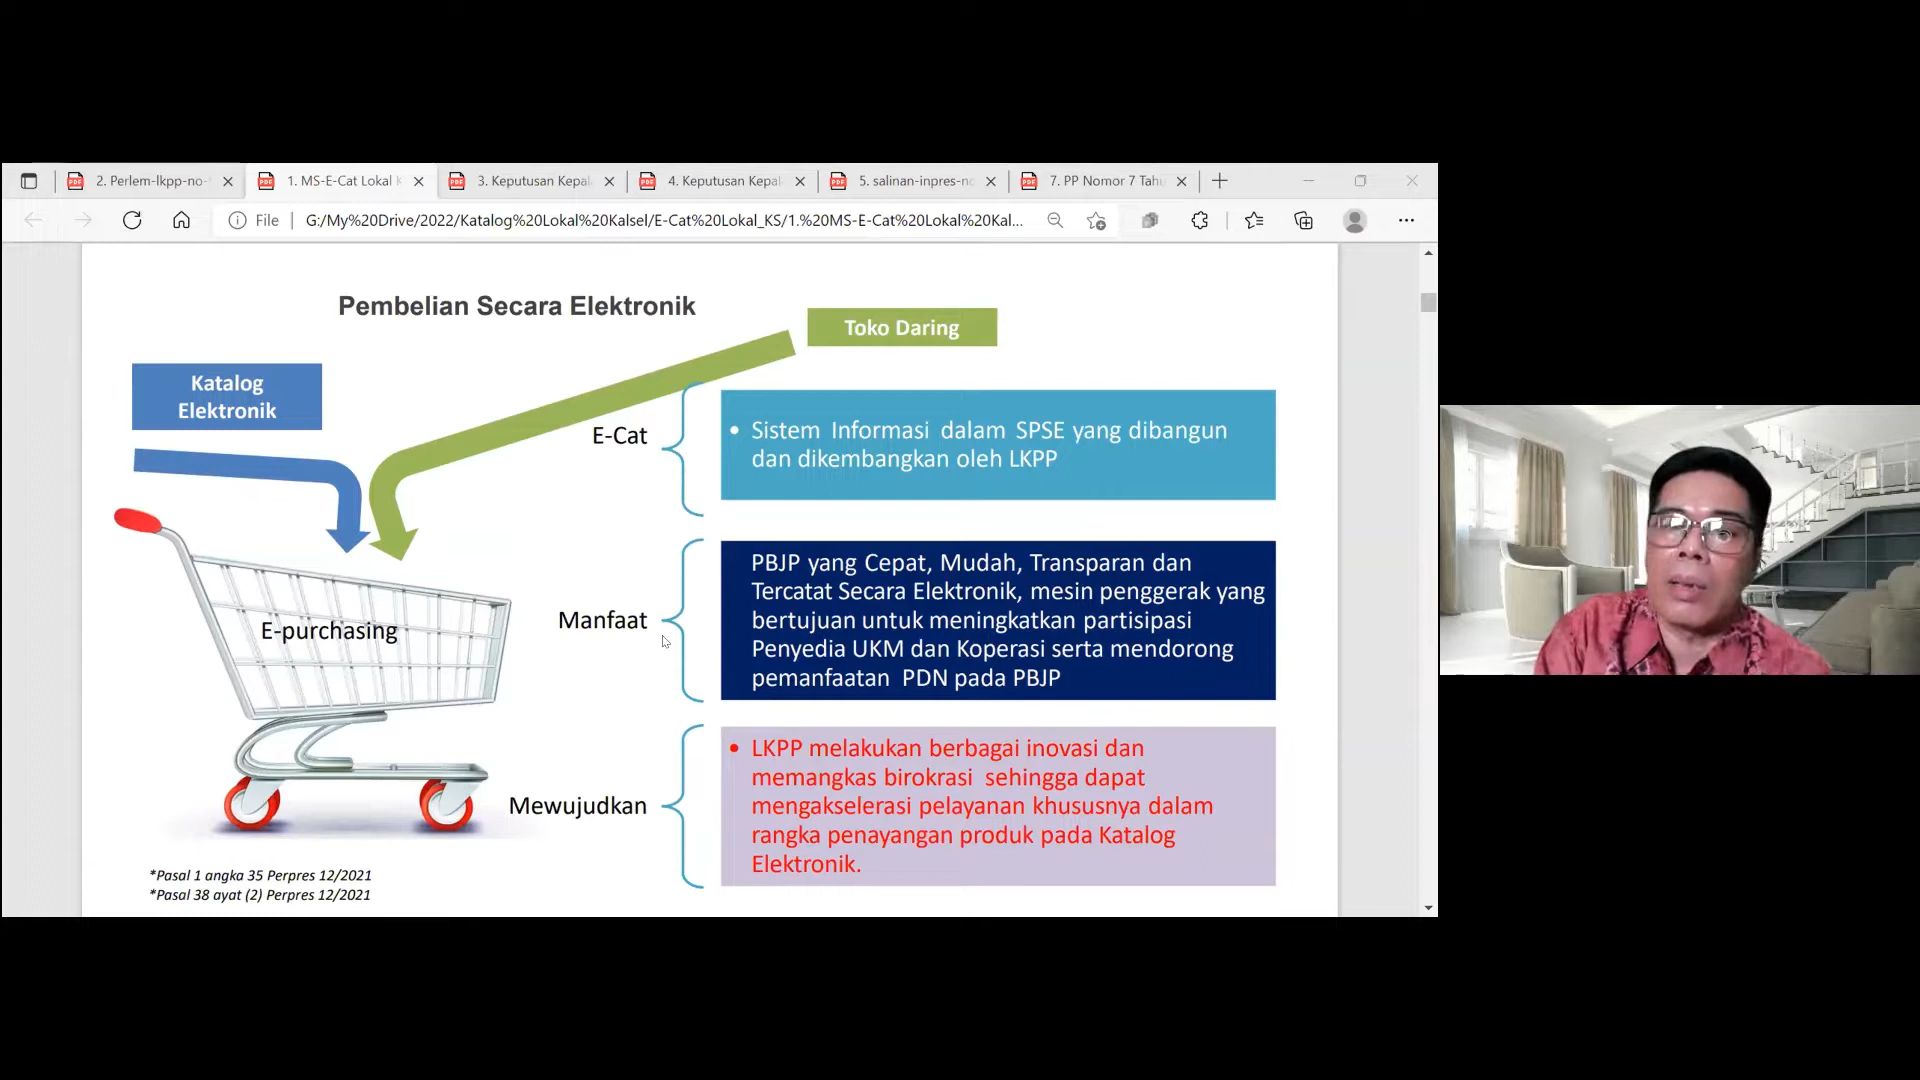 2. Perlem-lkpp-no-
1. MS-E-Cat Lokal K
3. Keputusan Kepal
4. Keputusan Kepal
5. salinan-inpres-no
7. PP Nomor 7 Tahu
File
G:/My%20Drive/2022/Katalog%20Lokal%20Kalsel/E-Cat%20Lokal_KS/1.%20MS-E-Cat%20Lokal%20Kal...
Pembelian Secara Elektronik
Toko Daring
Katalog
Elektronik
E-Cat
• Sistem Informasi dalam SPSE yang dibangun
dan dikembangkan oleh LKPP
E-purchasing
Manfaat
PBJP yang Cepat, Mudah, Transparan dan
Tercatat Secara Elektronik, mesin penggerak yang
bertujuan untuk meningkatkan partisipasi
Penyedia UKM dan Koperasi serta mendorong
pemanfaatan PDN pada PBJP
Mewujudkan
• LKPP melakukan berbagai inovasi dan
memangkas birokrasi sehingga dapat
mengakselerasi pelayanan khususnya dalam
rangka penayangan produk pada Katalog
Elektronik.
*Pasal 1 angka 35 Perpres 12/2021
*Pasal 38 ayat (2) Perpres 12/2021